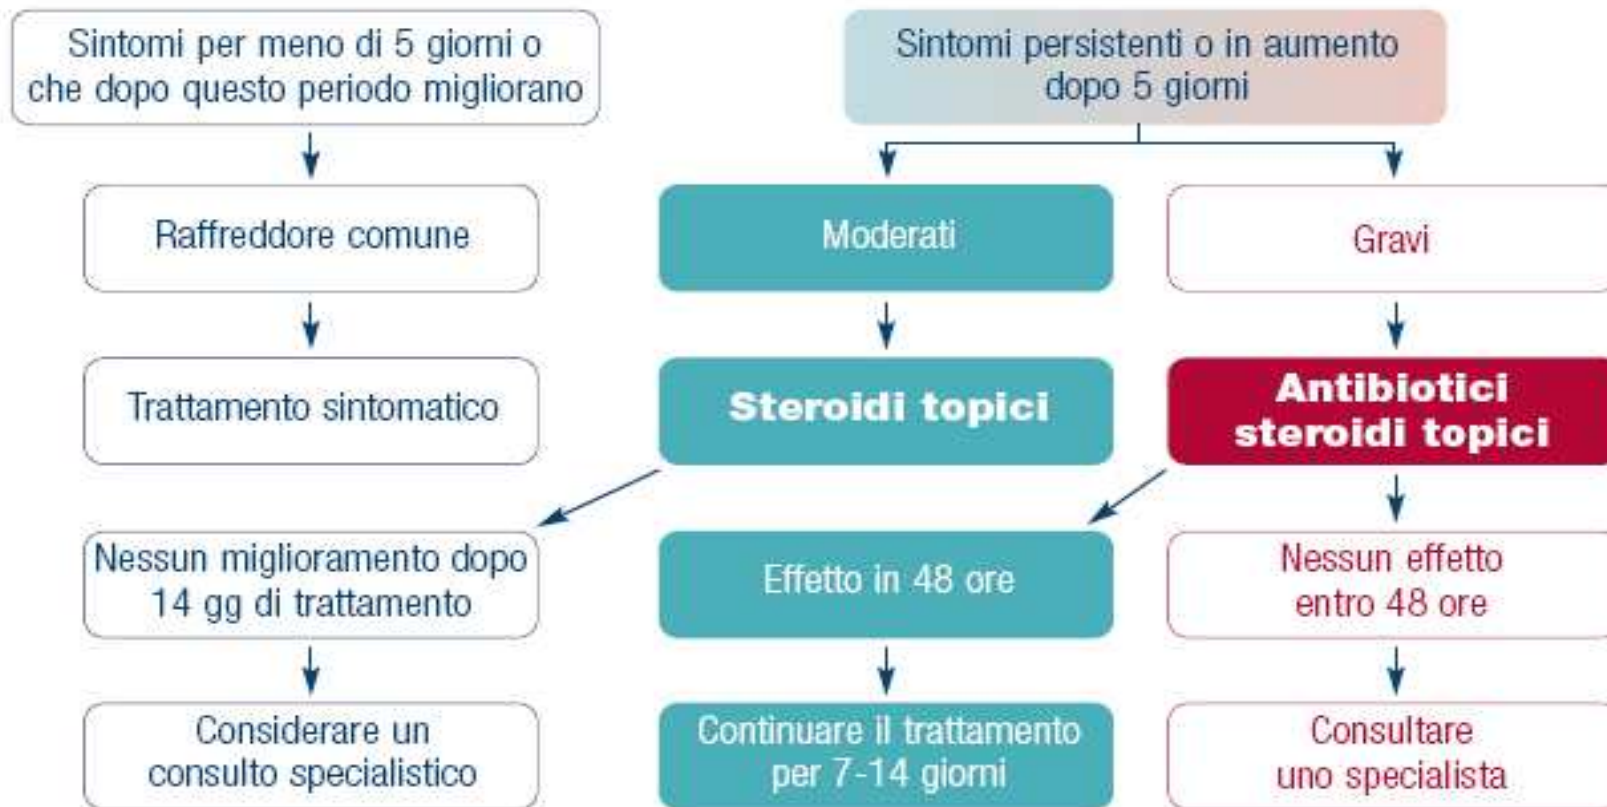 Sintomi per meno di 5 giorni o
che dopo questo periodo migliorano
Sintomi persistenti o in aumento
dopo 5 giorni
Raffreddore comune
Moderati
Gravi
Trattamento sintomatico
Steroidi topici
Antibiotici
steroidi topici
Nessun miglioramento dopo
14 gg di trattamento
Effetto in 48 ore
Nessun effetto
entro 48 ore
Considerare un
consulto specialistico
Continuare il trattamento
per 7-14 giorni
Consultare
uno specialista